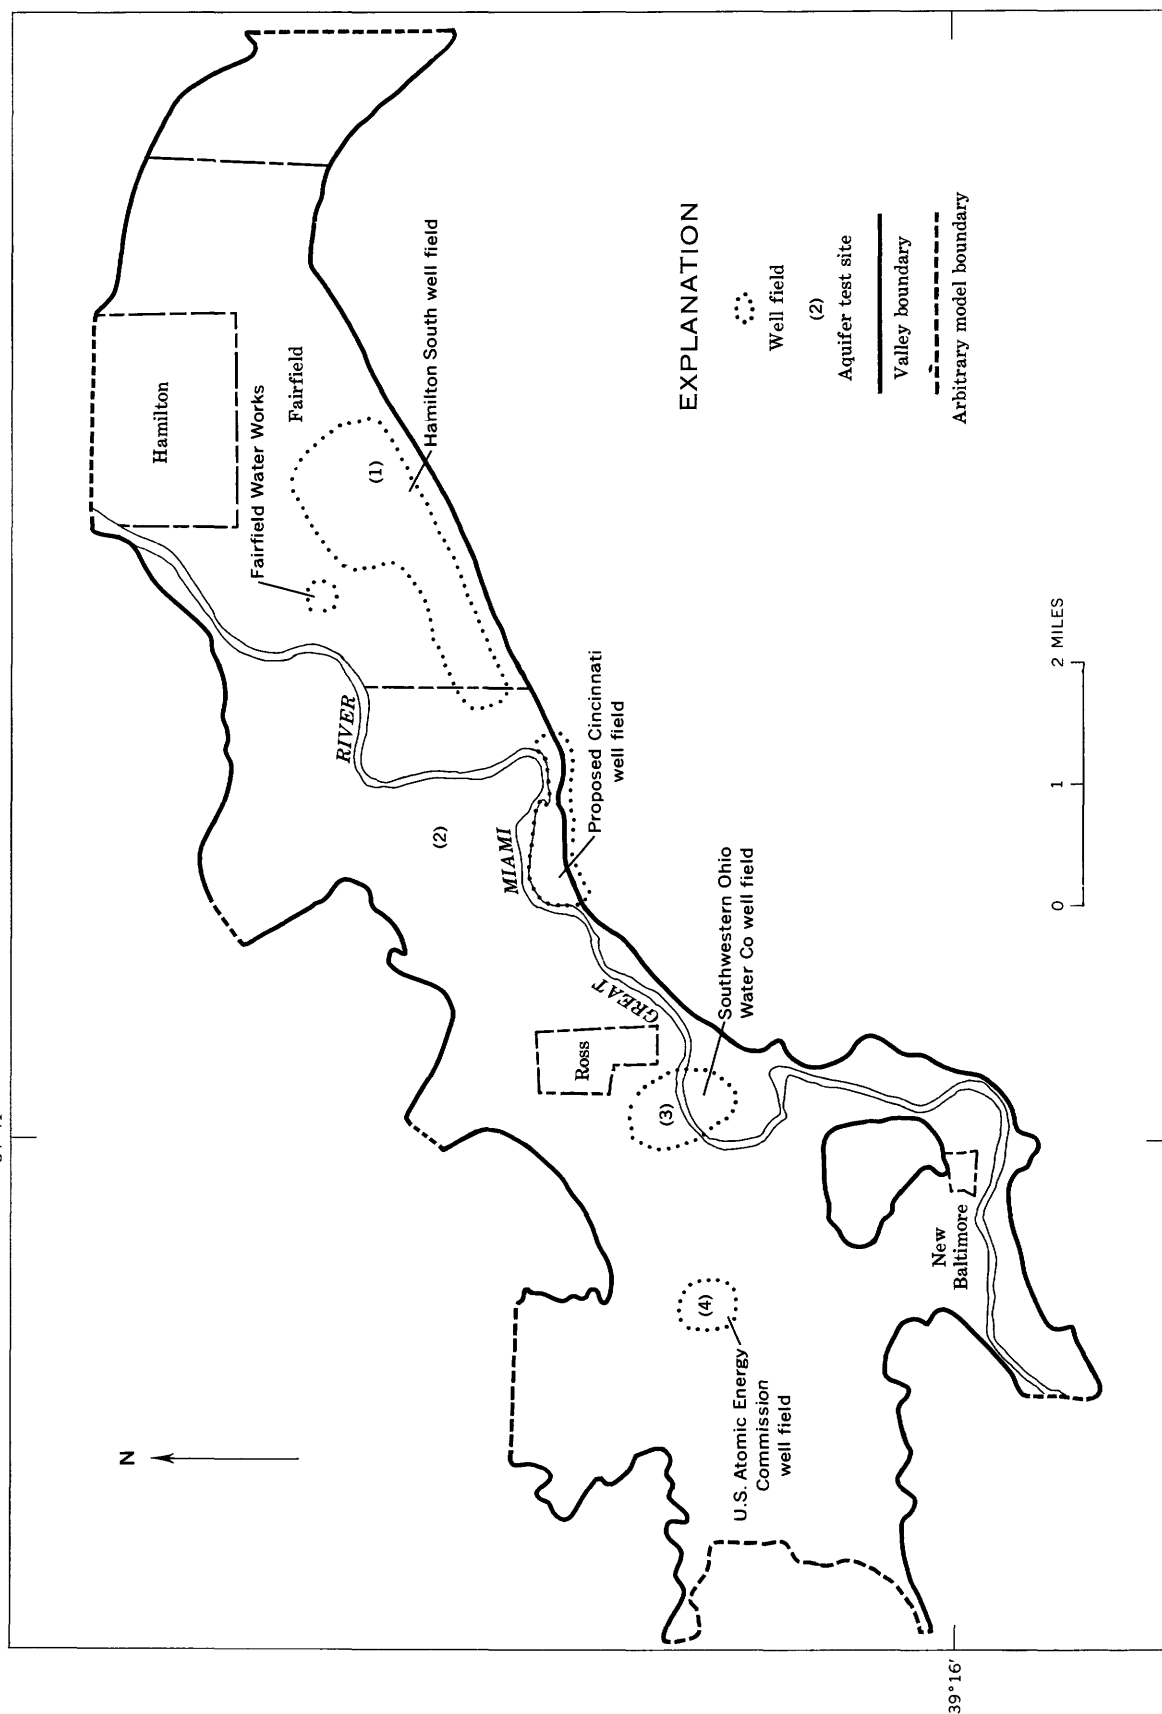 Hamilton
Fairfield Water Works
Fairfield
(1)
Hamilton South well field
RIVER
(2)
MIAMI
Proposed Cincinnati
well field
GREAT
Ross
(3)
Southwestern Ohio
Water Co well field
New
Baltimore
(4)
U.S. Atomic Energy
Commission
well field
N
EXPLANATION
Well field
(2)
Aquifer test site
Valley boundary
Arbitrary model boundary
0 1 2 MILES
39°16'